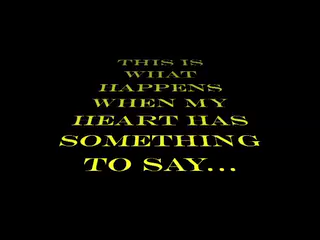 THIS IS
WHAT
HAPPENS
WHEN MY
HEART HAS
SOMETHING
TO SAY...